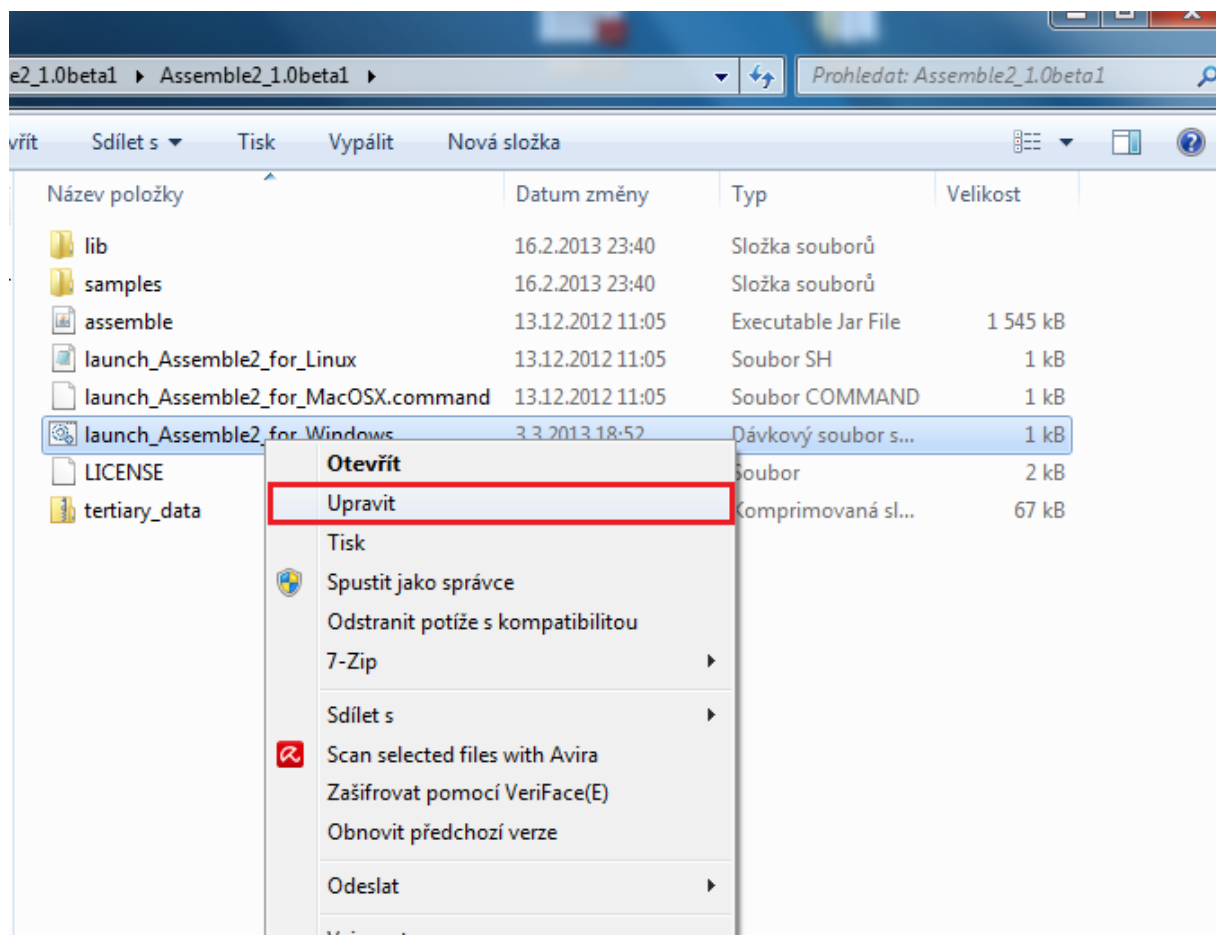 e2_1.0beta1 ▸ Assemble2_1.0beta1 ▸ Prohledat: Assemble2_1.0beta1
vřít Sdílet s Tisk Vypálit Nová složka
Název položky Datum změny Typ Velikost
lib 16.2.2013 23:40 Složka souborů
samples 16.2.2013 23:40 Složka souborů
assemble 13.12.2012 11:05 Executable Jar File 1 545 kB
launch_Assemble2_for_Linux 13.12.2012 11:05 Soubor SH 1 kB
launch_Assemble2_for_MacOSX.command 13.12.2012 11:05 Soubor COMMAND 1 kB
launch_Assemble2_for_Windows 3.3.2013 18:52 Dávkový soubor s... 1 kB
LICENSE Soubor 2 kB
tertiary_data Komprimovaná sl... 67 kB
Otevřít
Upravit
Tisk
Spustit jako správce
Odstranit potíže s kompatibilitou
7-Zip
Sdílet s
Scan selected files with Avira
Zašifrovat pomocí VeriFace(E)
Obnovit předchozí verze
Odeslat